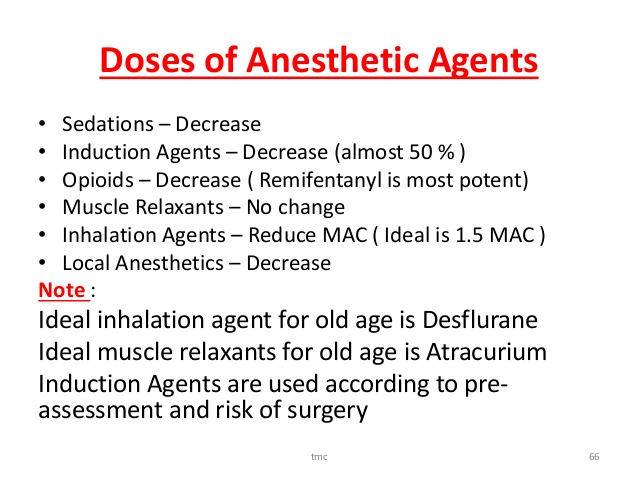 Doses of Anesthetic Agents
• Sedations – Decrease
• Induction Agents – Decrease (almost 50 % )
• Opioids – Decrease ( Remifentanyl is most potent)
• Muscle Relaxants – No change
• Inhalation Agents – Reduce MAC ( Ideal is 1.5 MAC )
• Local Anesthetics – Decrease
Note :
Ideal inhalation agent for old age is Desflurane
Ideal muscle relaxants for old age is Atracurium
Induction Agents are used according to pre-
assessment and risk of surgery
tmc
66